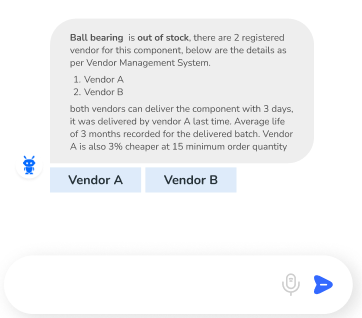 Ball bearing is out of stock, there are 2 registered
vendor for this component, below are the details as
per Vendor Management System.
1. Vendor A
2. Vendor B
both vendors can deliver the component with 3 days,
it was delivered by vendor A last time. Average life
of 3 months recorded for the delivered batch. Vendor
A is also 3% cheaper at 15 minimum order quantity
Vendor A
Vendor B